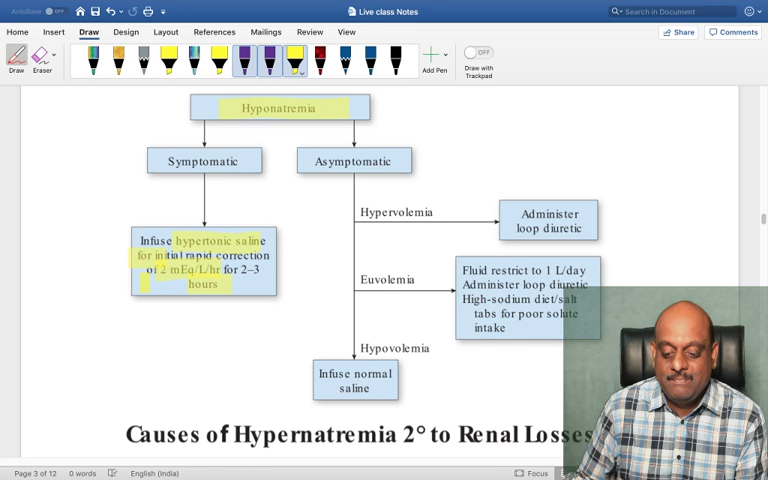 AutoSave
OFF
Live class Notes
Search in Document
Home Insert Draw Design Layout References Mailings Review View
Share
Comments
Draw
Eraser
Add Pen
OFF
Draw with
Trackpad
Hyponatremia
Symptomatic
Asymptomatic
Hypervolemia
Administer
loop diuretic
Infuse hypertonic saline
for initial rapid correction
of 2 mEq/L/hr for 2–3
hours
Euvolemia
Fluid restrict to 1 L/day
Administer loop diuretic
High-sodium diet/salt
tabs for poor solute
intake
Hypovolemia
Infuse normal
saline
Causes of Hypernatremia 2° to Renal Losses
Page 3 of 12
0 words
English (India)
Focus